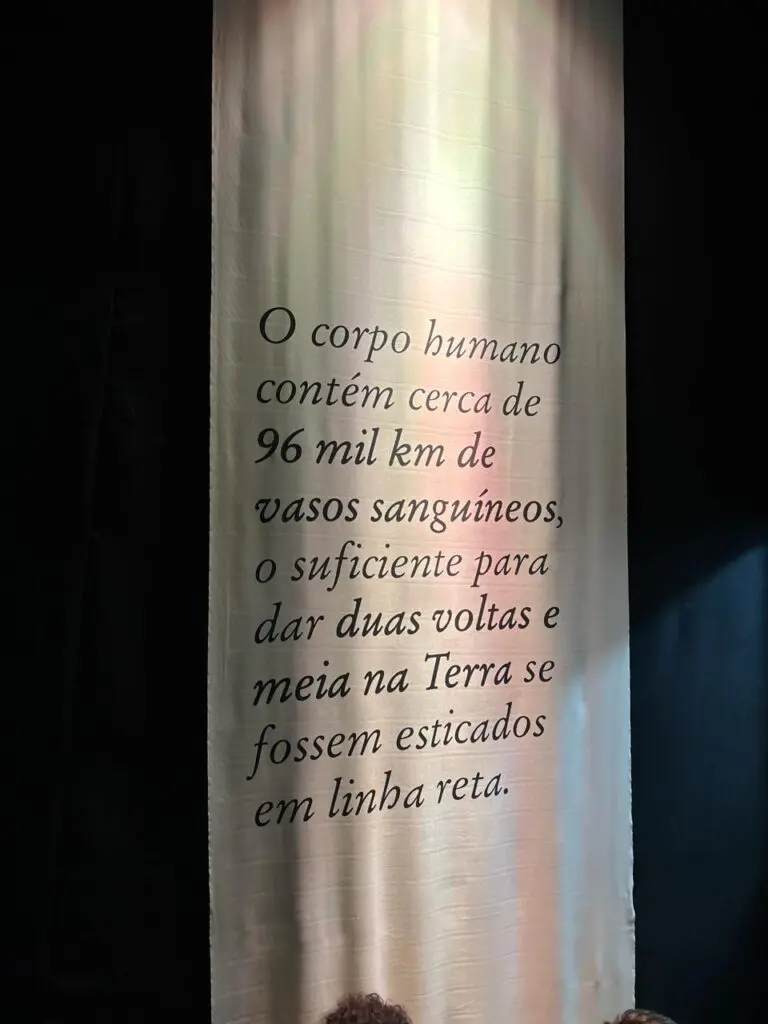 O corpo humano
contém cerca de
96 mil km de
vasos sanguíneos,
o suficiente para
dar duas voltas e
meia na Terra se
fossem esticados
em linha reta.